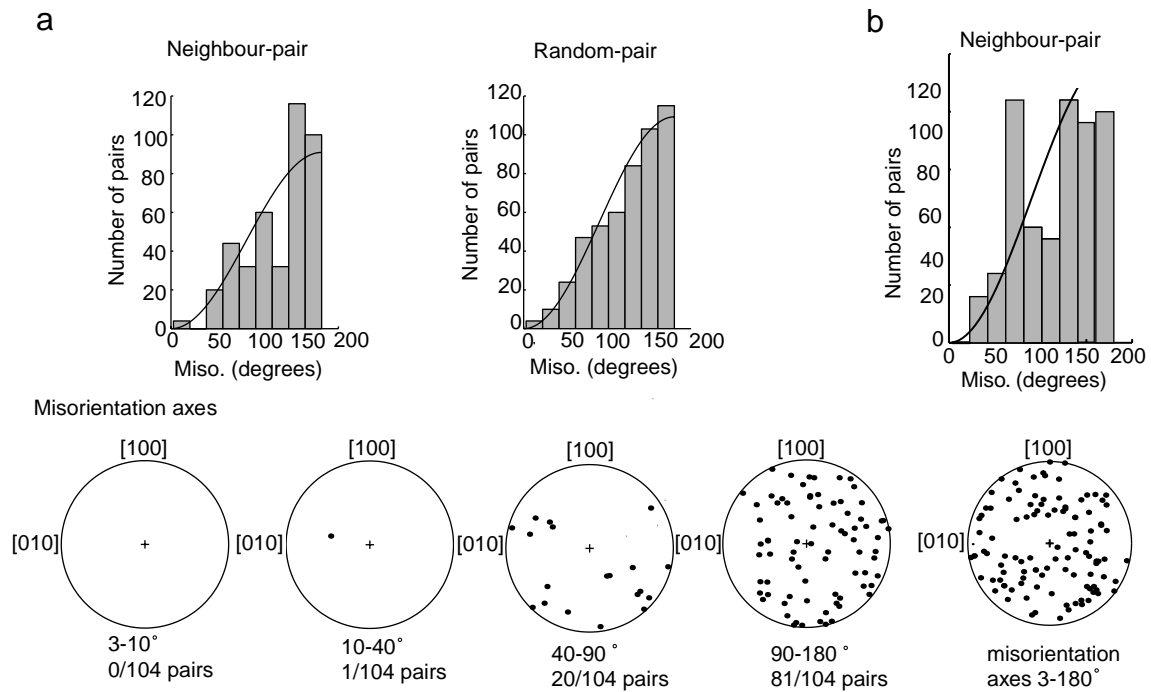 a
b
Neighbour-pair
Random-pair
Neighbour-pair
Number of pairs
120
100
80
60
40
20
0
0
50
100
150
200
Miso. (degrees)
Number of pairs
120
100
80
60
40
20
0
0
50
100
150
200
Miso. (degrees)
Number of pairs
120
100
80
60
40
20
0
0
50
100
150
200
Miso. (degrees)
Misorientation axes
[100]
[100]
[100]
[100]
[100]
[010]
[010]
[010]
[010]
[010]
3-10°
0/104 pairs
10-40°
1/104 pairs
40-90 °
20/104 pairs
90-180 °
81/104 pairs
misorientation
axes 3-180°